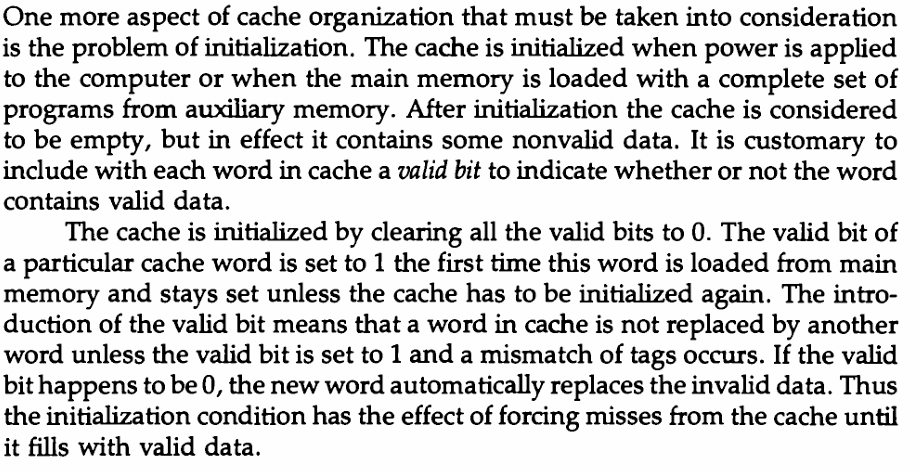 One more aspect of cache organization that must be taken into consideration
is the problem of initialization. The cache is initialized when power is applied
to the computer or when the main memory is loaded with a complete set of
programs from auxiliary memory. After initialization the cache is considered
to be empty, but in effect it contains some nonvalid data. It is customary to
include with each word in cache a valid bit to indicate whether or not the word
contains valid data.
The cache is initialized by clearing all the valid bits to 0. The valid bit of
a particular cache word is set to 1 the first time this word is loaded from main
memory and stays set unless the cache has to be initialized again. The intro-
duction of the valid bit means that a word in cache is not replaced by another
word unless the valid bit is set to 1 and a mismatch of tags occurs. If the valid
bit happens to be 0, the new word automatically replaces the invalid data. Thus
the initialization condition has the effect of forcing misses from the cache until
it fills with valid data.